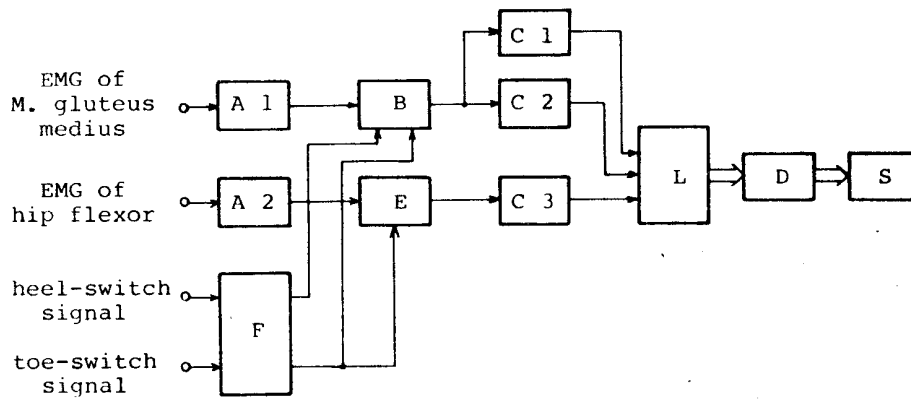 EMG of
M. gluteus
medius
A 1
B
C 1
C 2
EMG of
hip flexor
A 2
E
C 3
L
D
S
heel-switch
signal
F
toe-switch
signal